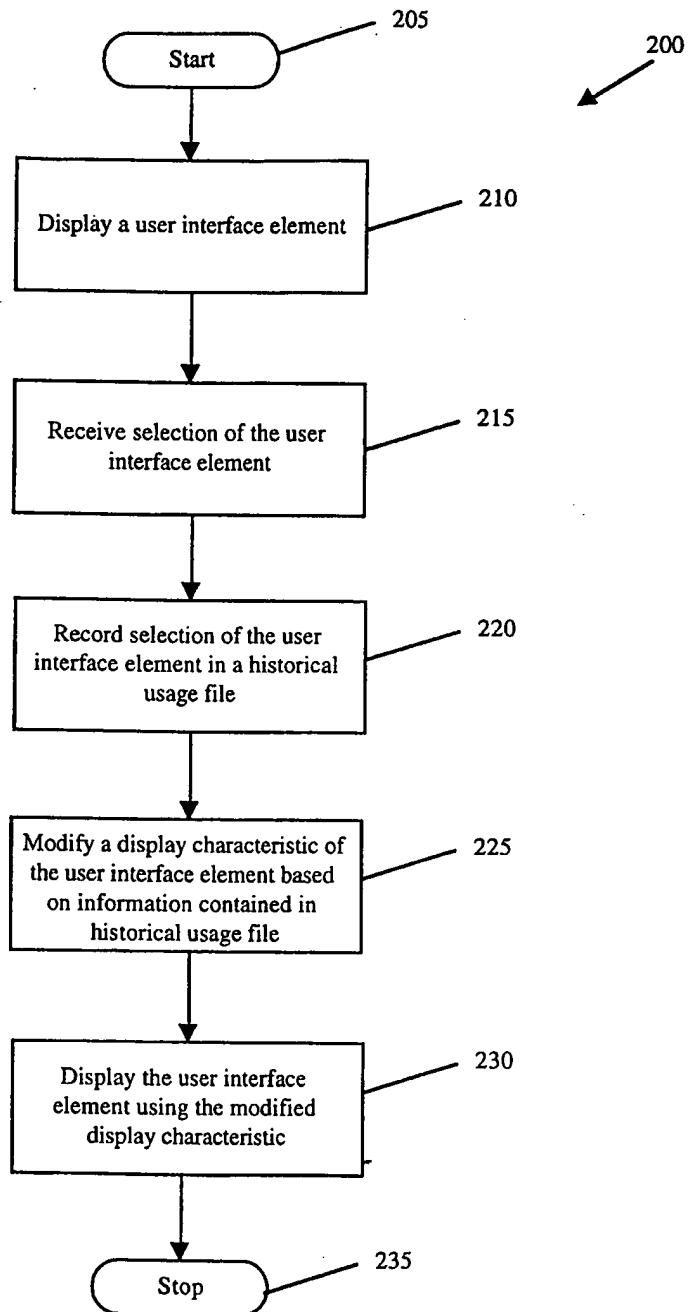 205
Start
200
210
Display a user interface element
215
Receive selection of the user
interface element
220
Record selection of the user
interface element in a historical
usage file
225
Modify a display characteristic of
the user interface element based
on information contained in
historical usage file
230
Display the user interface
element using the modified
display characteristic
235
Stop